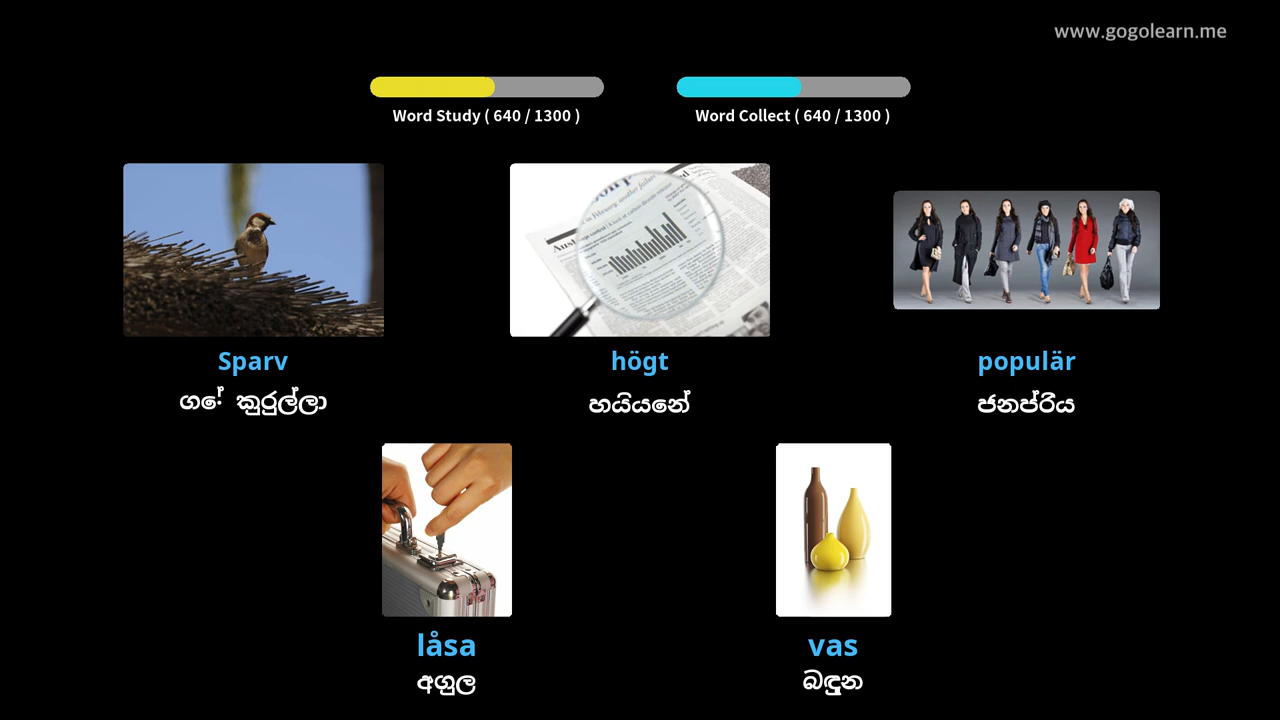 www.gogolearn.me
Word Study ( 640 / 1300 )
Word Collect ( 640 / 1300 )
Sparv
högt
populär
ගේ කුරුල්ලා
හයියනේ
ජනප්රිය
låsa
vas
අගුල
බඳුන